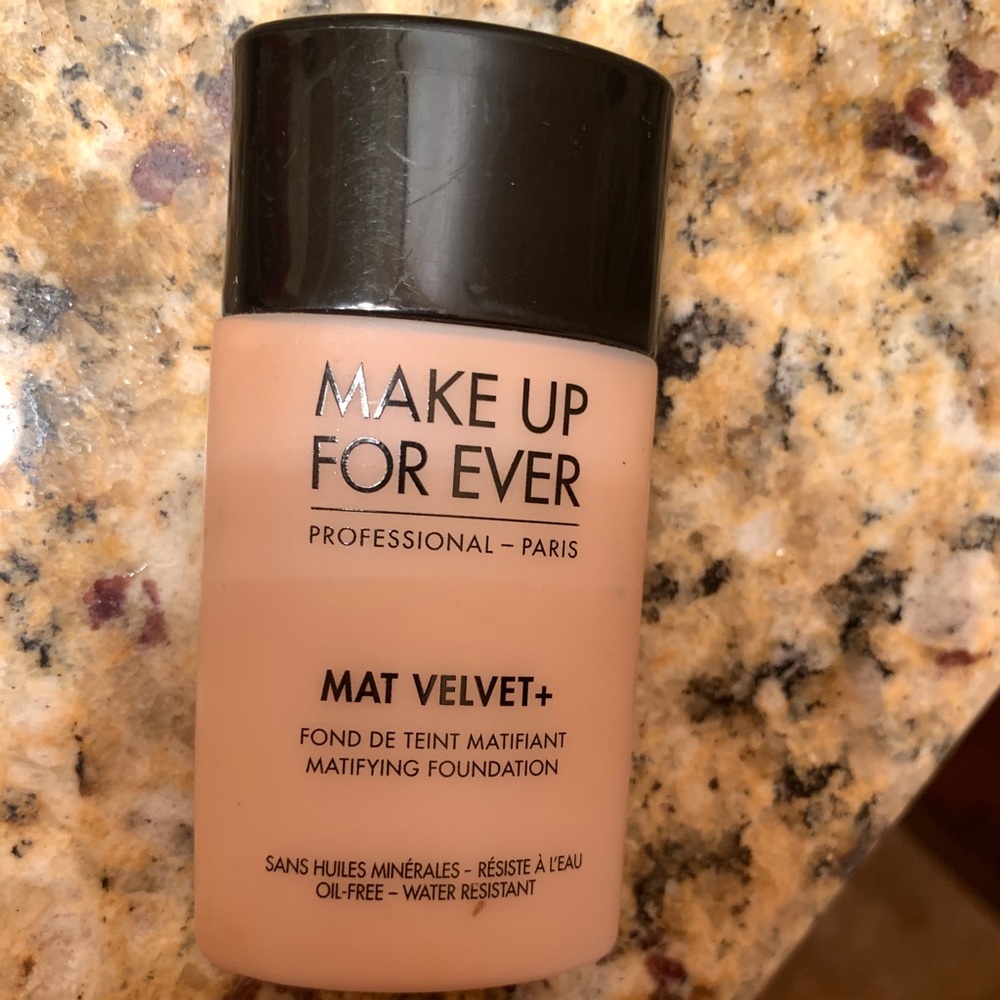 MAKE UP
FOR EVER
PROFESSIONAL – PARIS
MAT VELVET+
FOND DE TEINT MATIFIANT
MATIFYING FOUNDATION
SANS HUILES MINÉRALES - RÉSISTE À L'EAU
OIL-FREE – WATER RESISTANT